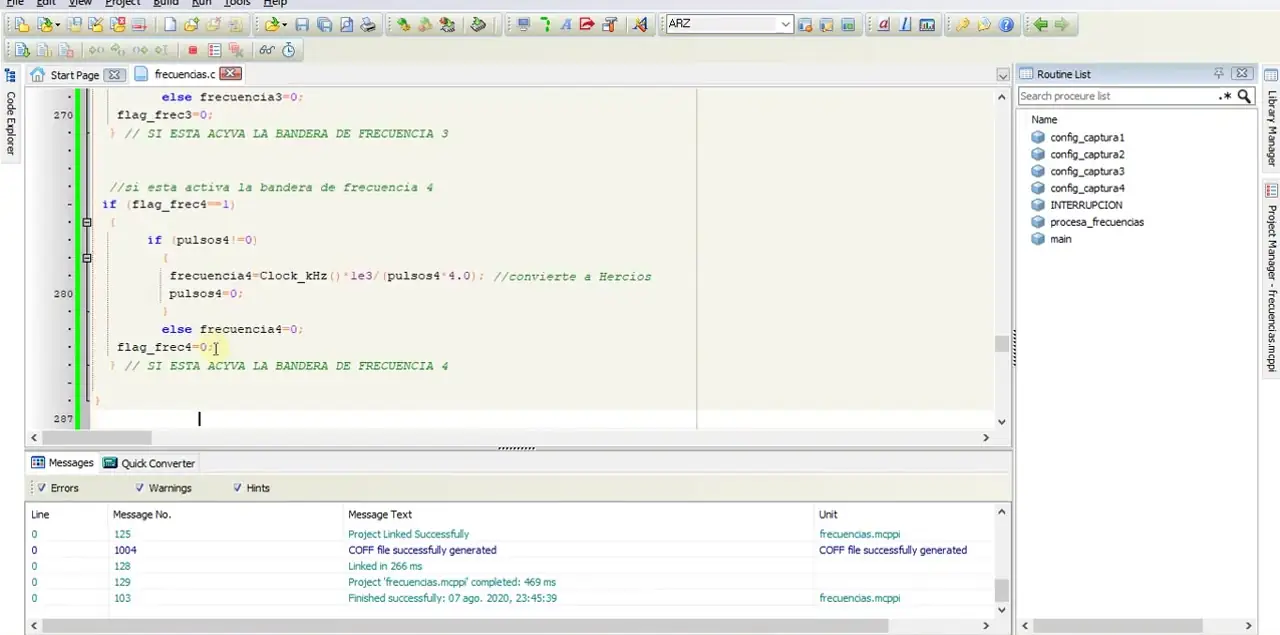 File Edit View Project Build Run Tools Help
ARZ
Start Page
frecuencias.c
Code Explorer
else frecuencia3=0;
270 flag_frec3=0;
} // SI ESTA ACYVA LA BANDERA DE FRECUENCIA 3
//si esta activa la bandera de frecuencia 4
if (flag_frec4==1)
{
if (pulsos4!=0)
{
frecuencia4=Clock_kHz()*1e3/(pulsos4*4.0); //convierte a Hercios
280 pulsos4=0;
}
else frecuencia4=0;
flag_frec4=0;
} // SI ESTA ACYVA LA BANDERA DE FRECUENCIA 4
}
287
Routine List
Search proceure list
.*
Name
config_captura1
config_captura2
config_captura3
config_captura4
INTERRUPCION
procesa_frecuencias
main
Library Manager
Project Manager - frecuencias.mcppi
Messages Quick Converter
Errors Warnings Hints
Line Message No. Message Text Unit
0 125 Project Linked Successfully frecuencias.mcppi
0 1004 COFF file successfully generated COFF file successfully generated
0 128 Linked in 266 ms
0 129 Project 'frecuencias.mcppi' completed: 469 ms
0 103 Finished successfully: 07 ago. 2020, 23:45:39 frecuencias.mcppi